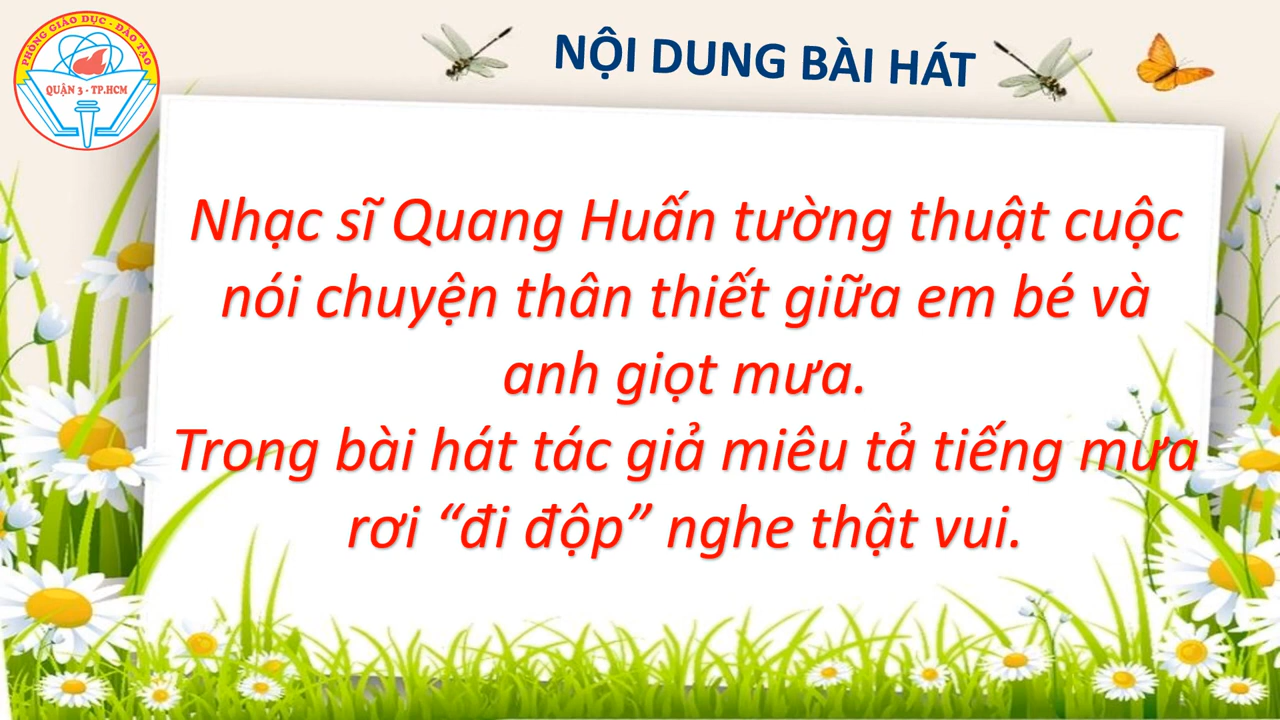 PHÒNG GIÁO DỤC - ĐÀO TẠO
QUẬN 3 - TP.HCM
NỘI DUNG BÀI HÁT
Nhạc sĩ Quang Huấn tường thuật cuộc
nói chuyện thân thiết giữa em bé và
anh giọt mưa.
Trong bài hát tác giả miêu tả tiếng mưa
rơi “đi độp” nghe thật vui.